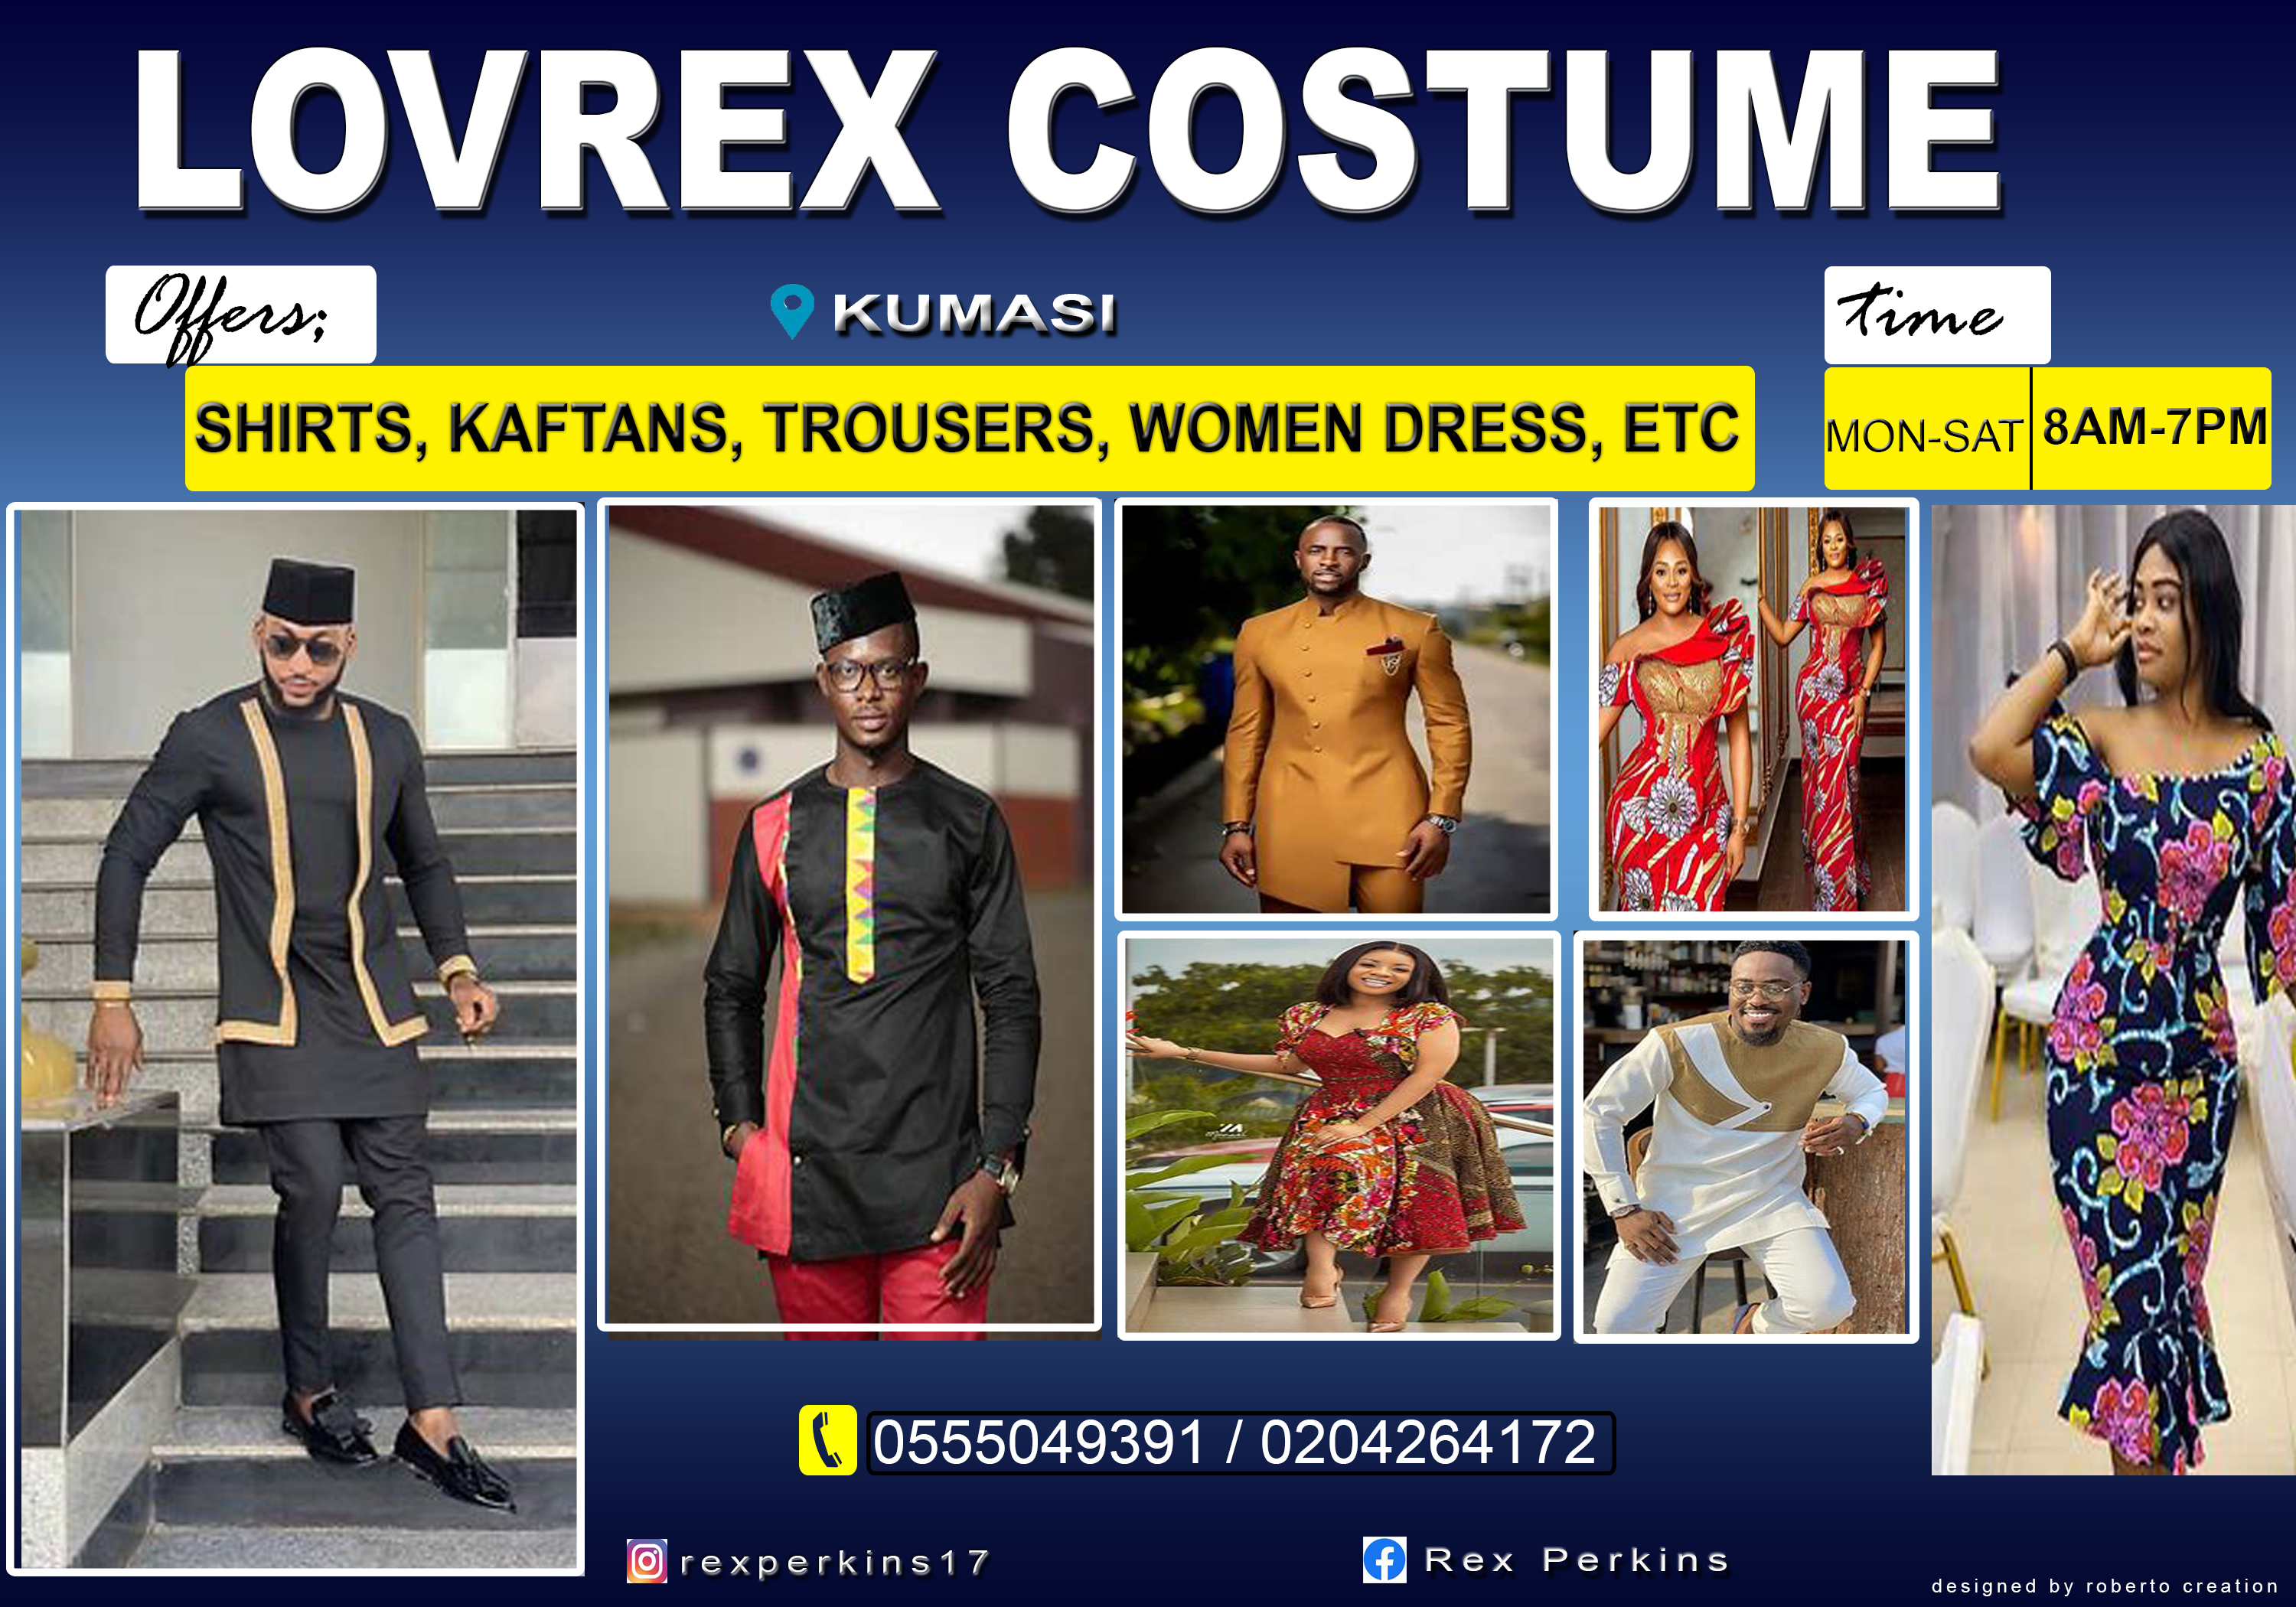 LOVREX COSTUME
Offers;
KUMASI
Time
SHIRTS, KAFTANS, TROUSERS, WOMEN DRESS, ETC
MON-SAT 8AM-7PM
0555049391 / 0204264172
rexperkins17
Rex Perkins
designed by roberto creation